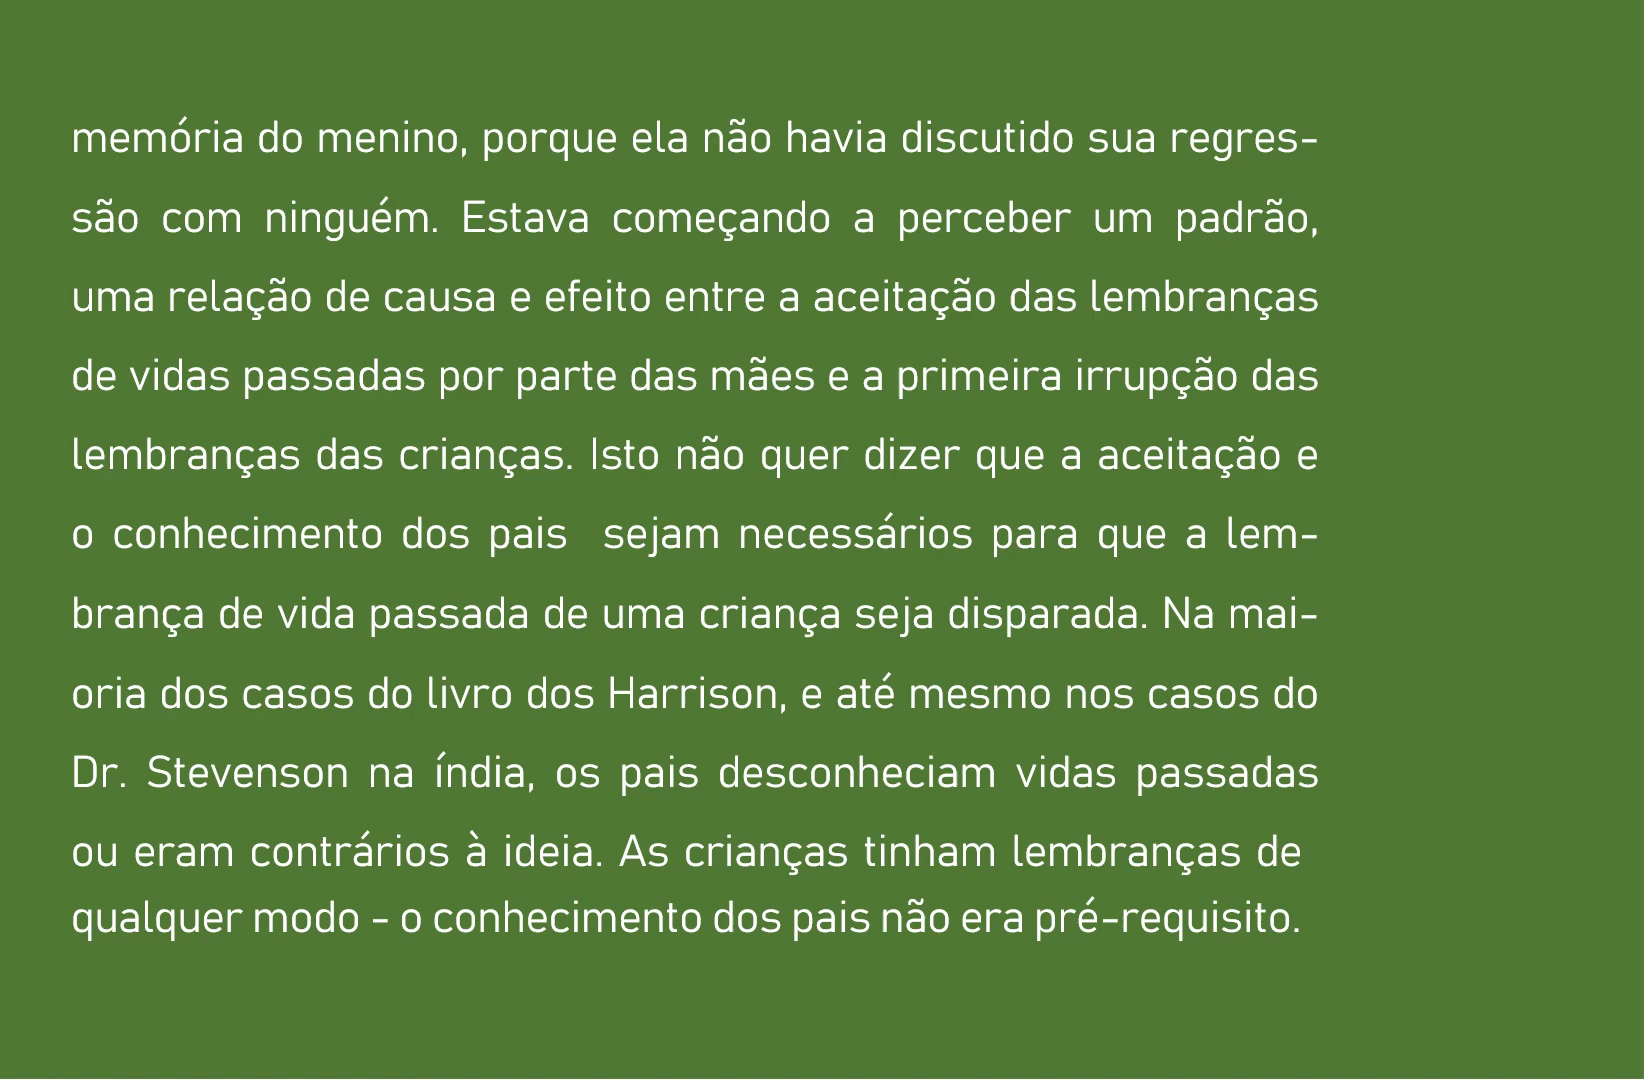 memória do menino, porque ela não havia discutido sua regres-
são com ninguém. Estava começando a perceber um padrão,
uma relação de causa e efeito entre a aceitação das lembranças
de vidas passadas por parte das mães e a primeira irrupção das
lembranças das crianças. Isto não quer dizer que a aceitação e
o conhecimento dos pais  sejam necessários para que a lem-
brança de vida passada de uma criança seja disparada. Na mai-
oria dos casos do livro dos Harrison, e até mesmo nos casos do
Dr. Stevenson na índia, os pais desconheciam vidas passadas
ou eram contrários à ideia. As crianças tinham lembranças de
qualquer modo - o conhecimento dos pais não era pré-requisito.